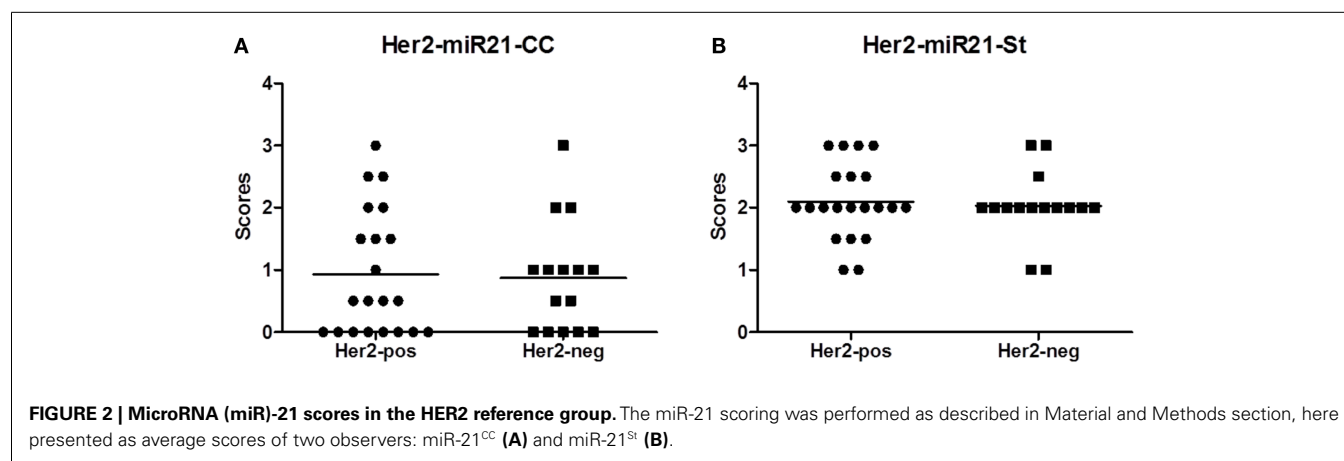 A
Her2-miR21-CC
4
3
2
1
0
Scores
Her2-pos
Her2-neg
B
Her2-miR21-St
4
3
2
1
0
Scores
Her2-pos
Her2-neg
FIGURE 2 | MicroRNA (miR)-21 scores in the HER2 reference group. The miR-21 scoring was performed as described in Material and Methods section, here
presented as average scores of two observers: miR-21CC (A) and miR-21St (B).